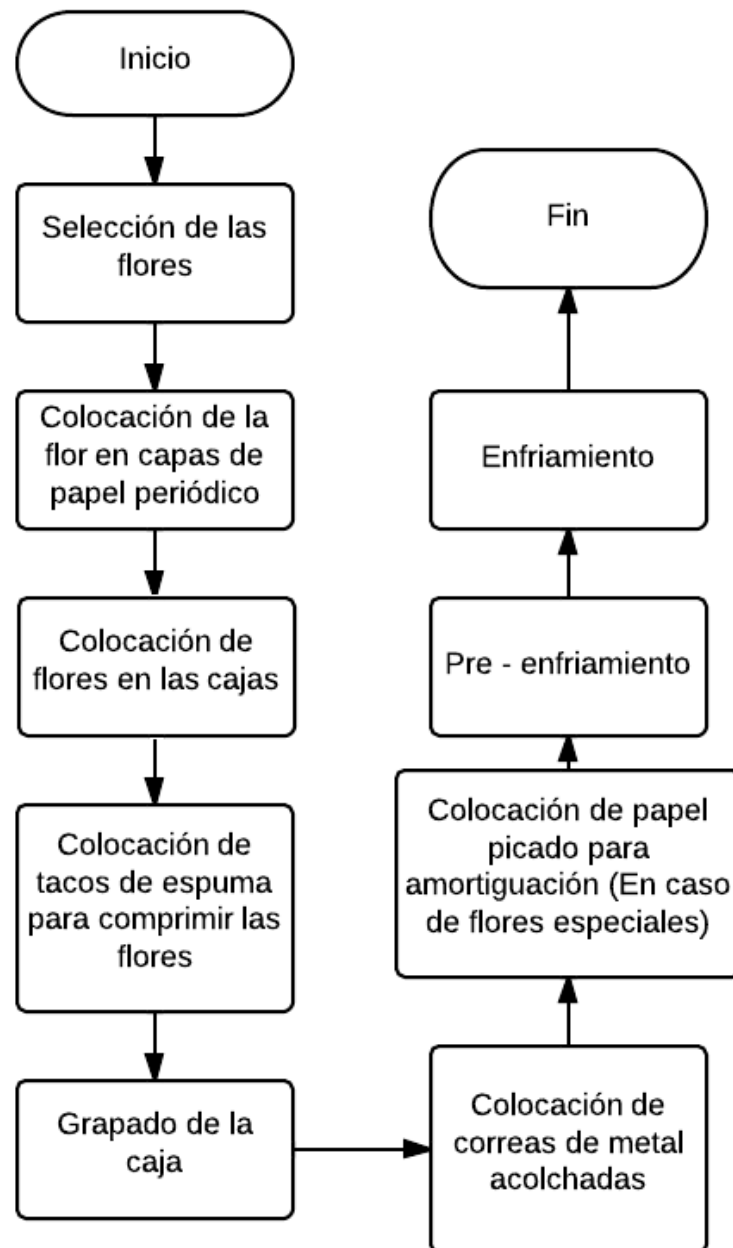 Inicio
Selección de las
flores
Colocación de la
flor en capas de
papel periódico
Colocación de
flores en las cajas
Colocación de
tacos de espuma
para comprimir las
flores
Grapado de la
caja
Colocación de
correas de metal
acolchadas
Colocación de papel
picado para
amortiguación (En caso
de flores especiales)
Pre - enfriamiento
Enfriamiento
Fin